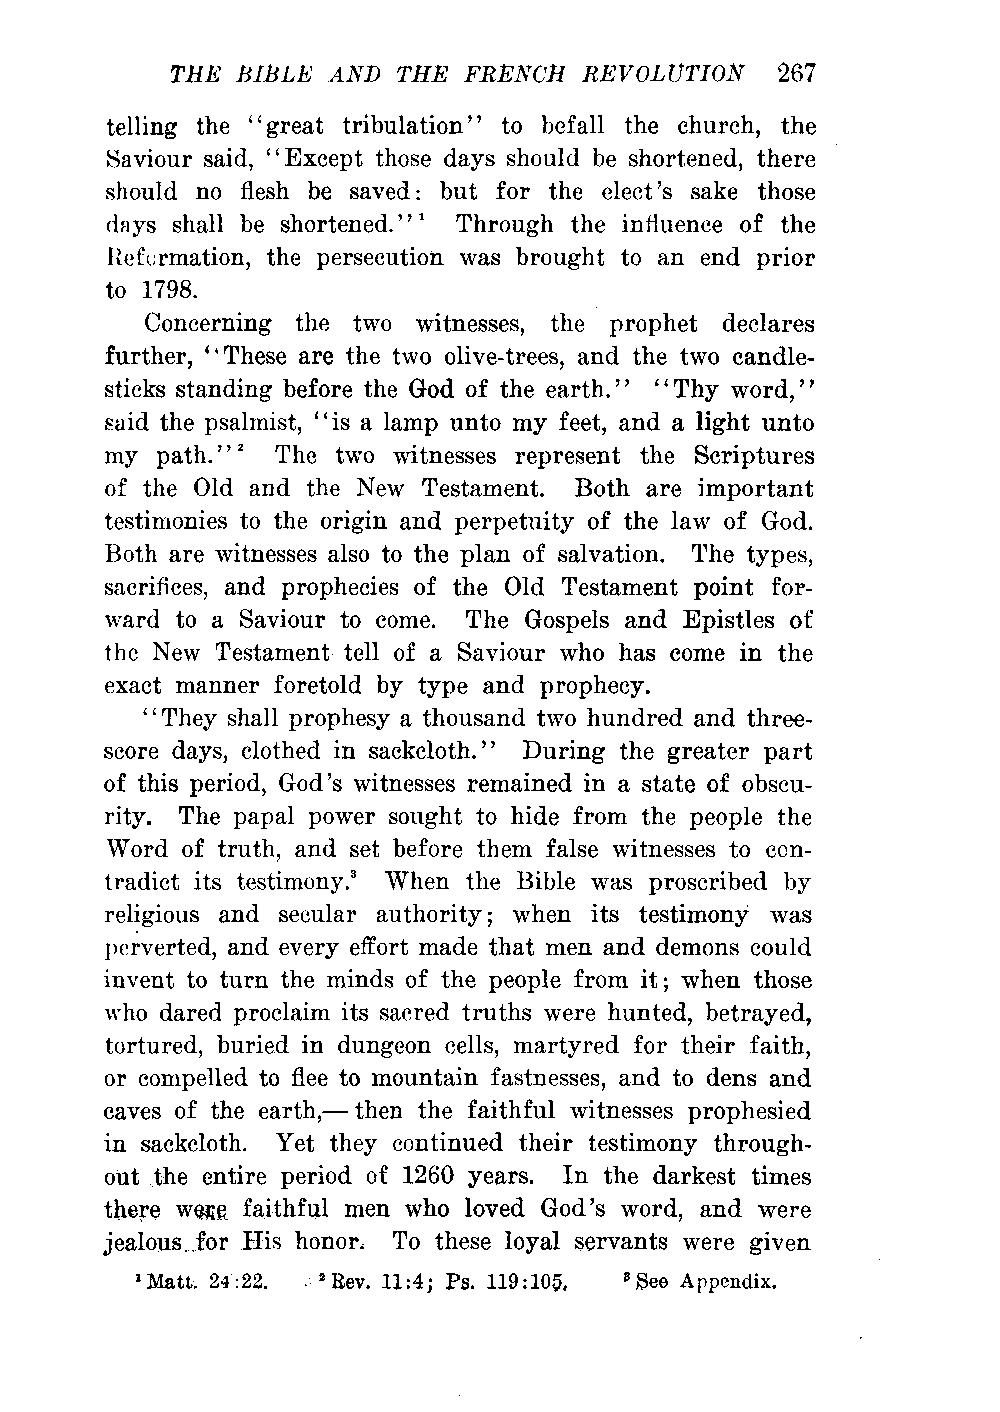 THE BIBLE AND THE FRENCH REVOLUTION 267
telling the "great tribulation" to befall the church, the
Saviour said, "Except those days should be shortened, there
should no flesh be saved: but for the elect's sake those
days shall be shortened."¹ Through the influence of the
Reformation, the persecution was brought to an end prior
to 1798.
Concerning the two witnesses, the prophet declares
further, "These are the two olive-trees, and the two candle-
sticks standing before the God of the earth." "Thy word,"
said the psalmist, "is a lamp unto my feet, and a light unto
my path."² The two witnesses represent the Scriptures
of the Old and the New Testament. Both are important
testimonies to the origin and perpetuity of the law of God.
Both are witnesses also to the plan of salvation. The types,
sacrifices, and prophecies of the Old Testament point for-
ward to a Saviour to come. The Gospels and Epistles of
the New Testament tell of a Saviour who has come in the
exact manner foretold by type and prophecy.
"They shall prophesy a thousand two hundred and three-
score days, clothed in sackcloth." During the greater part
of this period, God's witnesses remained in a state of obscu-
rity. The papal power sought to hide from the people the
Word of truth, and set before them false witnesses to con-
tradict its testimony.³ When the Bible was proscribed by
religious and secular authority; when its testimony was
perverted, and every effort made that men and demons could
invent to turn the minds of the people from it; when those
who dared proclaim its sacred truths were hunted, betrayed,
tortured, buried in dungeon cells, martyred for their faith,
or compelled to flee to mountain fastnesses, and to dens and
caves of the earth,— then the faithful witnesses prophesied
in sackcloth. Yet they continued their testimony through-
out the entire period of 1260 years. In the darkest times
there were faithful men who loved God's word, and were
jealous for His honor. To these loyal servants were given
¹ Matt. 24:22. ² Rev. 11:4; Ps. 119:105. ³ See Appendix.